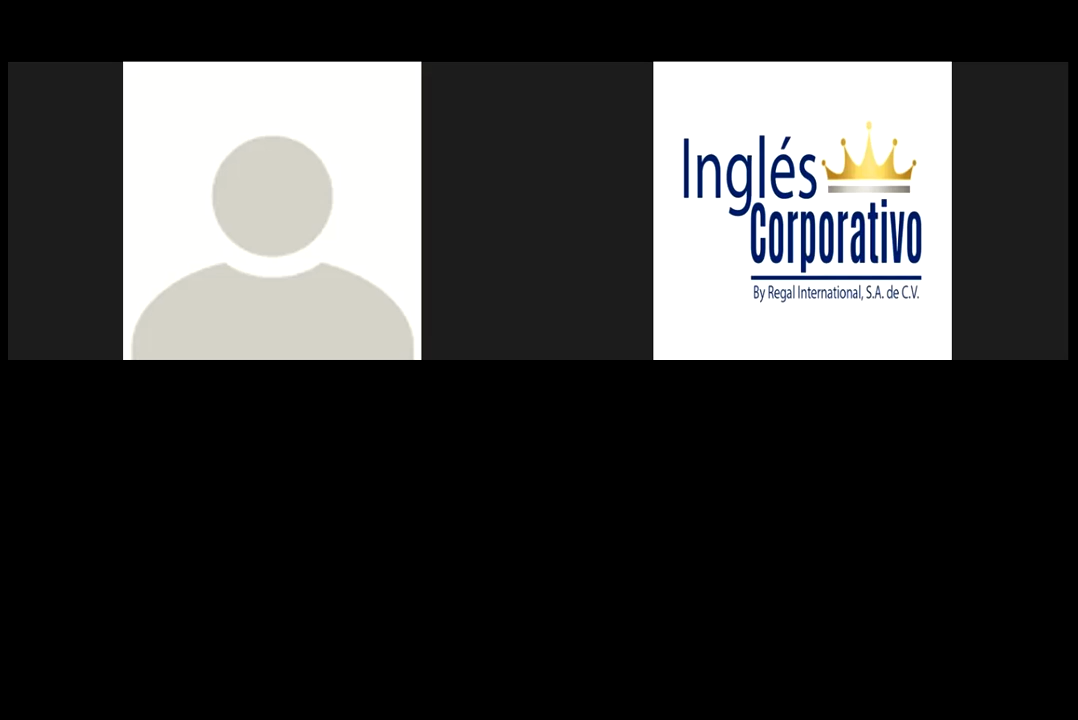 Inglés
Corporativo
By Regal International, S.A. de C.V.